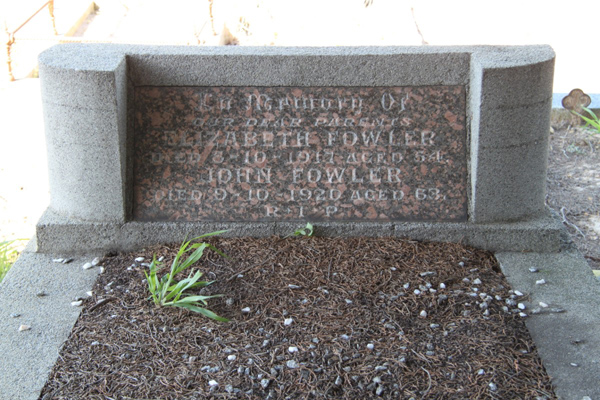 In Memory Of
OUR DEAR PARENTS
ELIZABETH FOWLER
DIED 8-10-1917 AGED 54.
JOHN FOWLER
DIED 9-10-1920 AGED 63.
R.I.P.